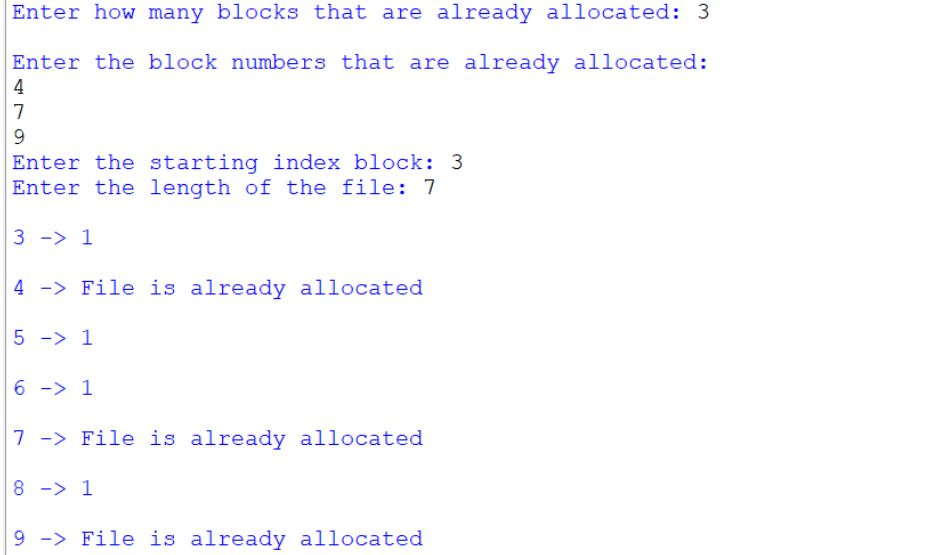 Enter how many blocks that are already allocated: 3
Enter the block numbers that are already allocated:
4
7
9
Enter the starting index block: 3
Enter the length of the file: 7
3 -> 1
4 -> File is already allocated
5 -> 1
6 -> 1
7 -> File is already allocated
8 -> 1
9 -> File is already allocated